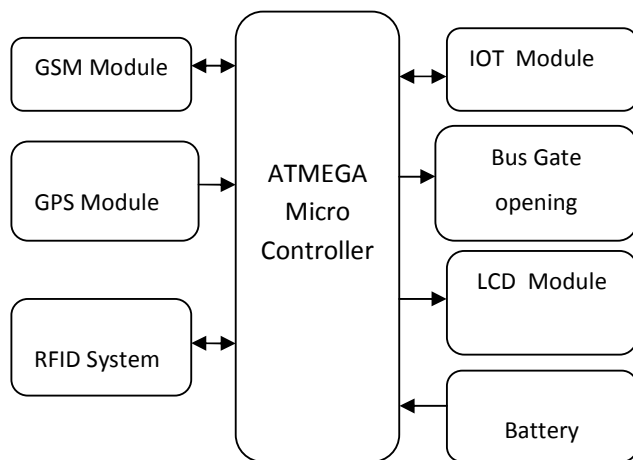 GSM Module
GPS Module
RFID System
ATMEGA
Micro
Controller
IOT Module
Bus Gate
opening
LCD Module
Battery